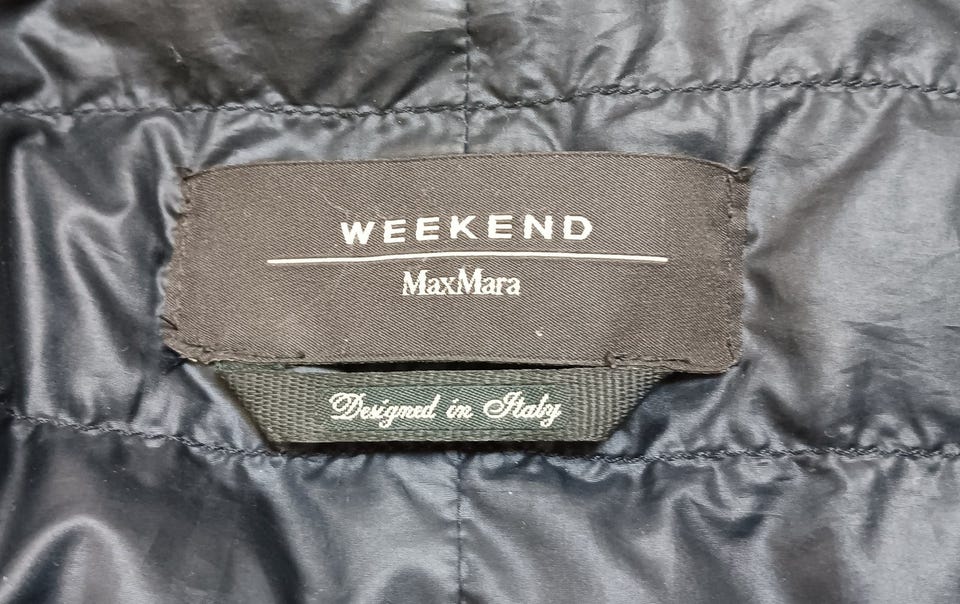 WEEKEND
MaxMara
Designed in Italy